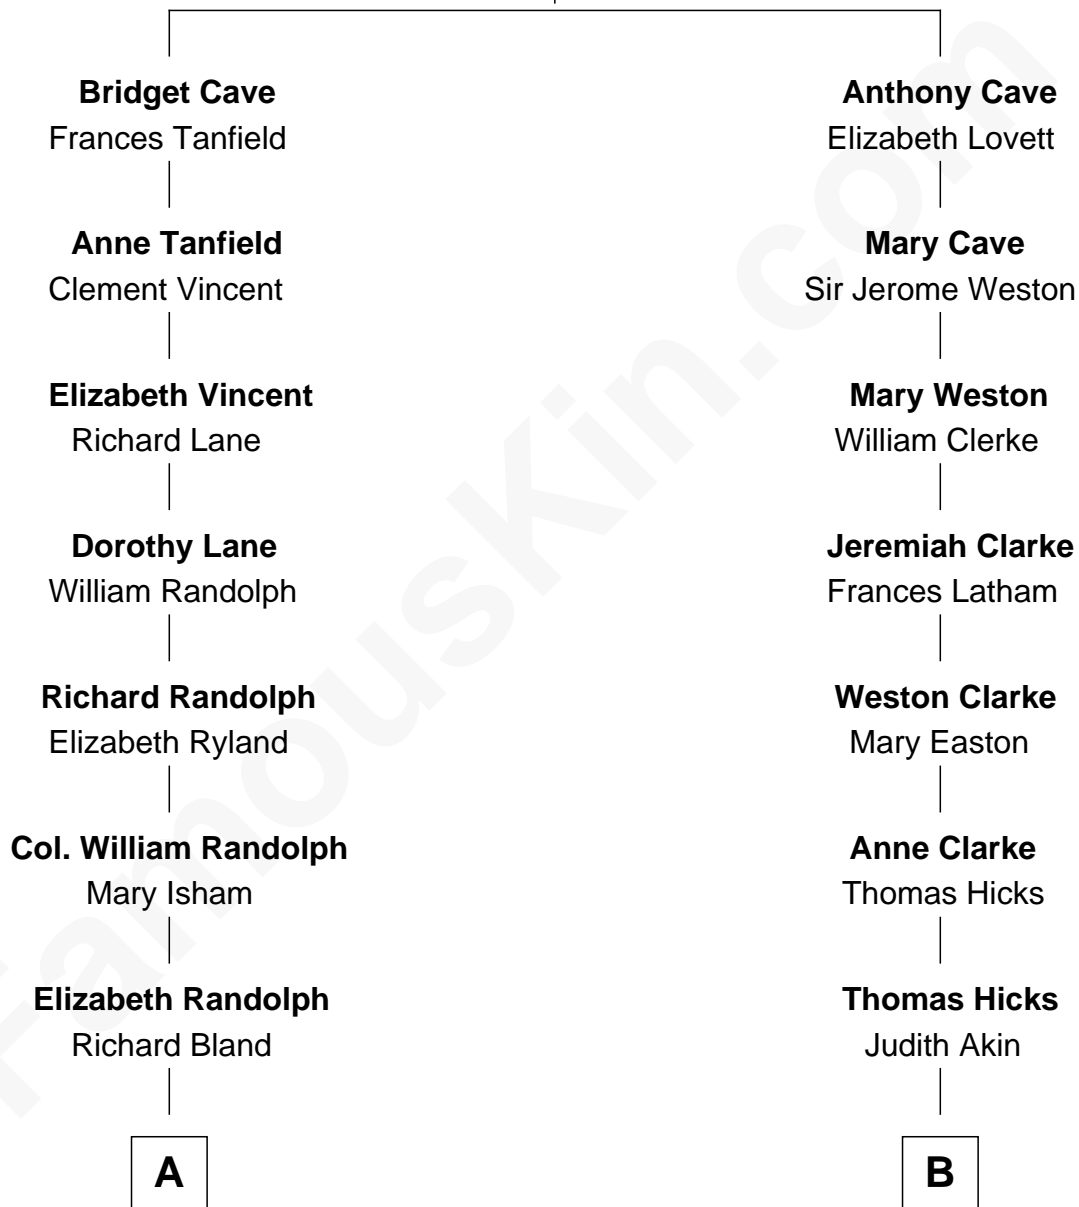 Bridget Cave
Frances Tanfield
Anne Tanfield
Clement Vincent
Elizabeth Vincent
Richard Lane
Dorothy Lane
William Randolph
Richard Randolph
Elizabeth Ryland
Col. William Randolph
Mary Isham
Elizabeth Randolph
Richard Bland
A
Anthony Cave
Elizabeth Lovett
Mary Cave
Sir Jerome Weston
Mary Weston
William Clerke
Jeremiah Clarke
Frances Latham
Weston Clarke
Mary Easton
Anne Clarke
Thomas Hicks
Thomas Hicks
Judith Akin
B
FamousKin.com